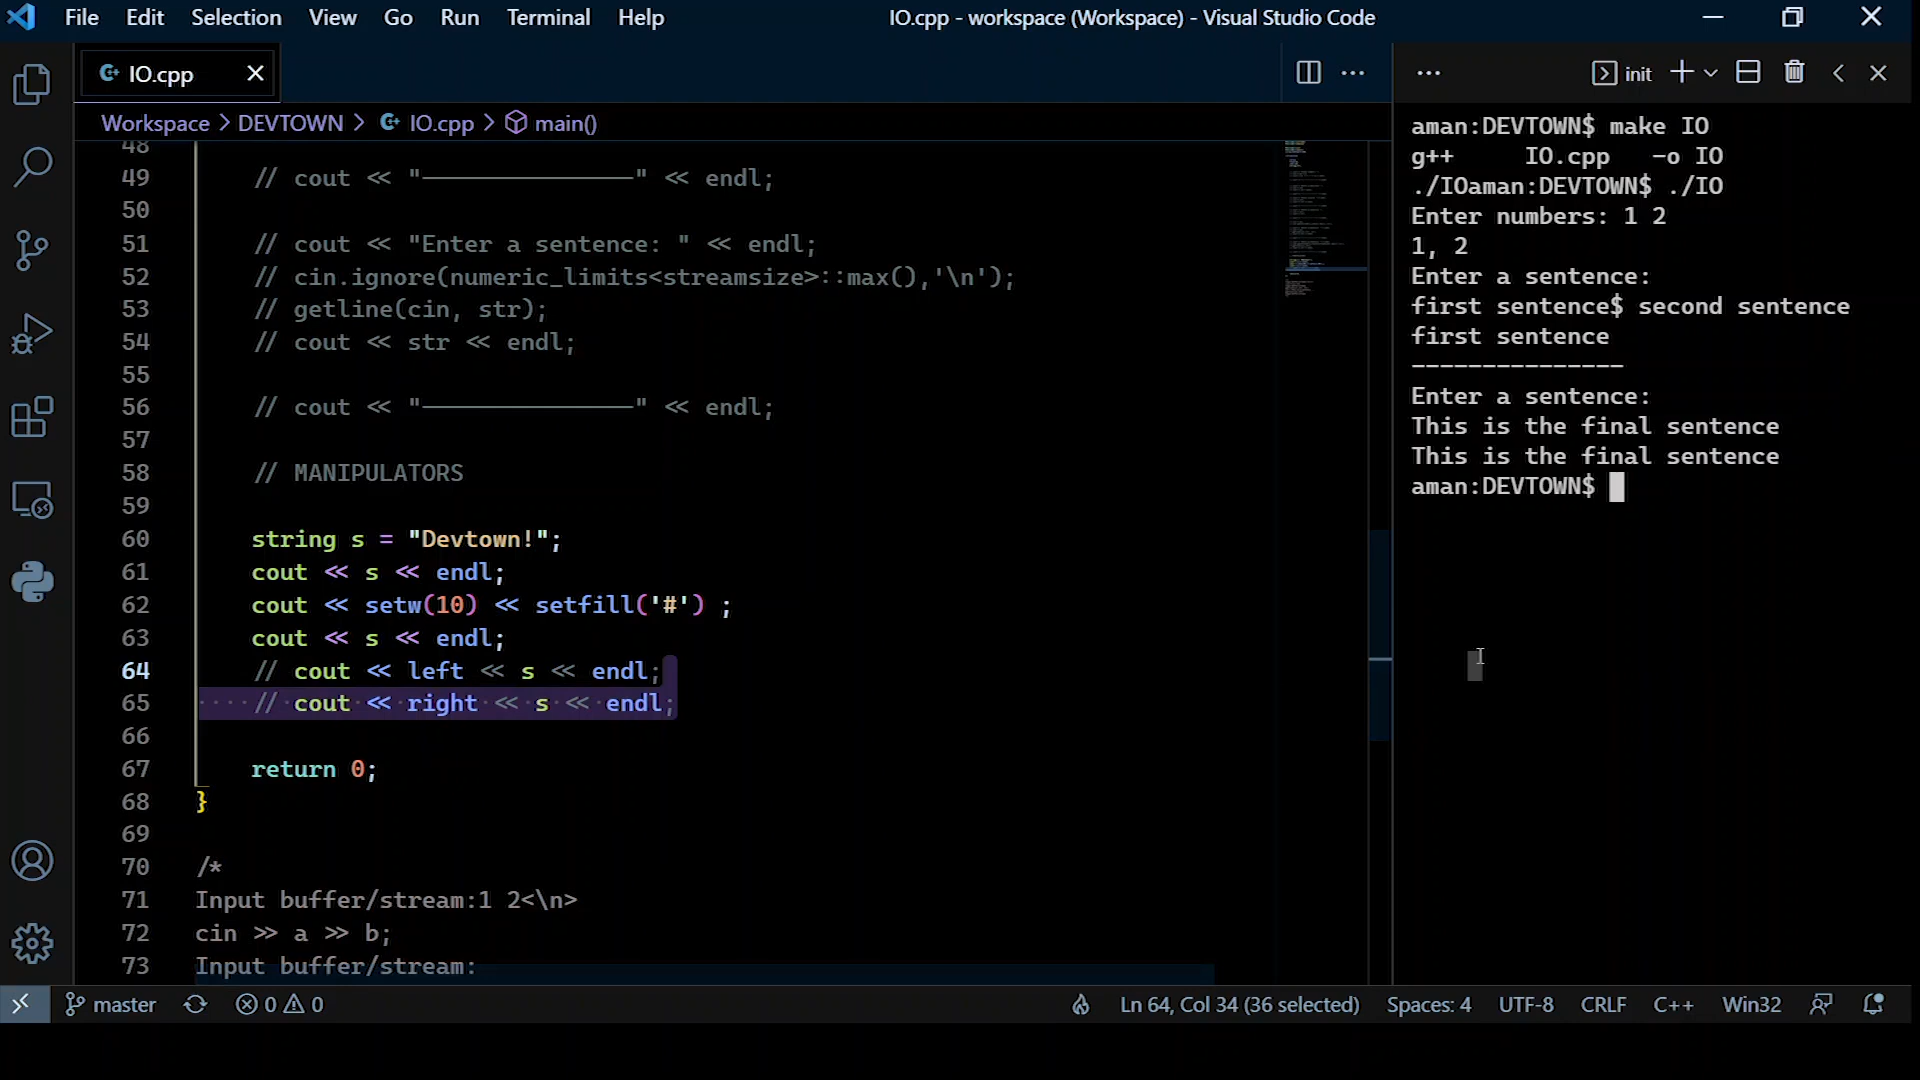 File Edit Selection View Go Run Terminal Help
IO.cpp - workspace (Workspace) - Visual Studio Code
IO.cpp
Workspace > DEVTOWN > IO.cpp > main()
48
49 // cout << "———————————————" << endl;
50
51 // cout << "Enter a sentence: " << endl;
52 // cin.ignore(numeric_limits<streamsize>::max(),'\n');
53 // getline(cin, str);
54 // cout << str << endl;
55
56 // cout << "———————————————" << endl;
57
58 // MANIPULATORS
59
60 string s = "Devtown!";
61 cout << s << endl;
62 cout << setw(10) << setfill('#') ;
63 cout << s << endl;
64 // cout << left << s << endl;
65 // cout << right << s << endl;
66
67 return 0;
68 }
69
70 /*
71 Input buffer/stream:1 2<\n>
72 cin >> a >> b;
73 Input buffer/stream:
init
aman:DEVTOWN$ make IO
g++ IO.cpp -o IO
./IOaman:DEVTOWN$ ./IO
Enter numbers: 1 2
1, 2
Enter a sentence:
first sentence$ second sentence
first sentence
---------------
Enter a sentence:
This is the final sentence
This is the final sentence
aman:DEVTOWN$
master 0 0
Ln 64, Col 34 (36 selected) Spaces: 4 UTF-8 CRLF C++ Win32